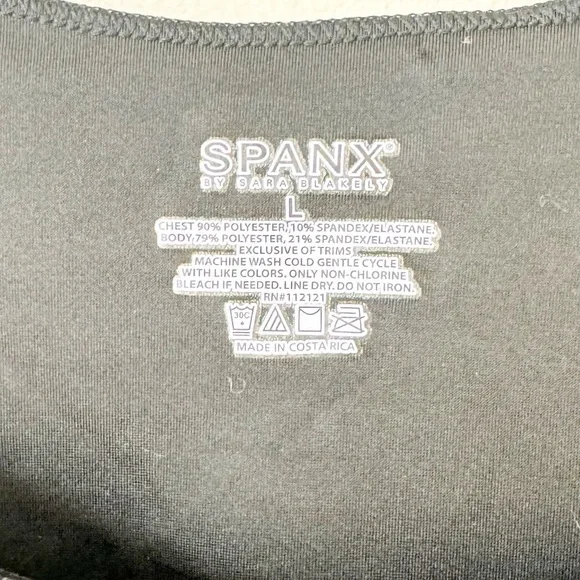 SPANX®
BY SARA BLAKELY
L
CHEST 90% POLYESTER, 10% SPANDEX/ELASTANE.
BODY 79% POLYESTER, 21% SPANDEX/ELASTANE.
EXCLUSIVE OF TRIMS
MACHINE WASH COLD GENTLE CYCLE
WITH LIKE COLORS. ONLY NON-CHLORINE
BLEACH IF NEEDED. LINE DRY. DO NOT IRON.
RN#112121
30C
MADE IN COSTA RICA